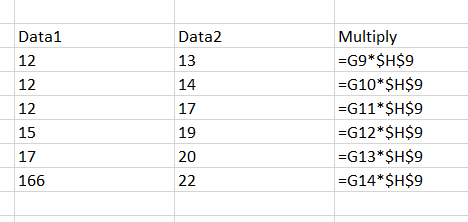 Data1 Data2 Multiply
12 13 =G9*$H$9
12 14 =G10*$H$9
12 17 =G11*$H$9
15 19 =G12*$H$9
17 20 =G13*$H$9
166 22 =G14*$H$9